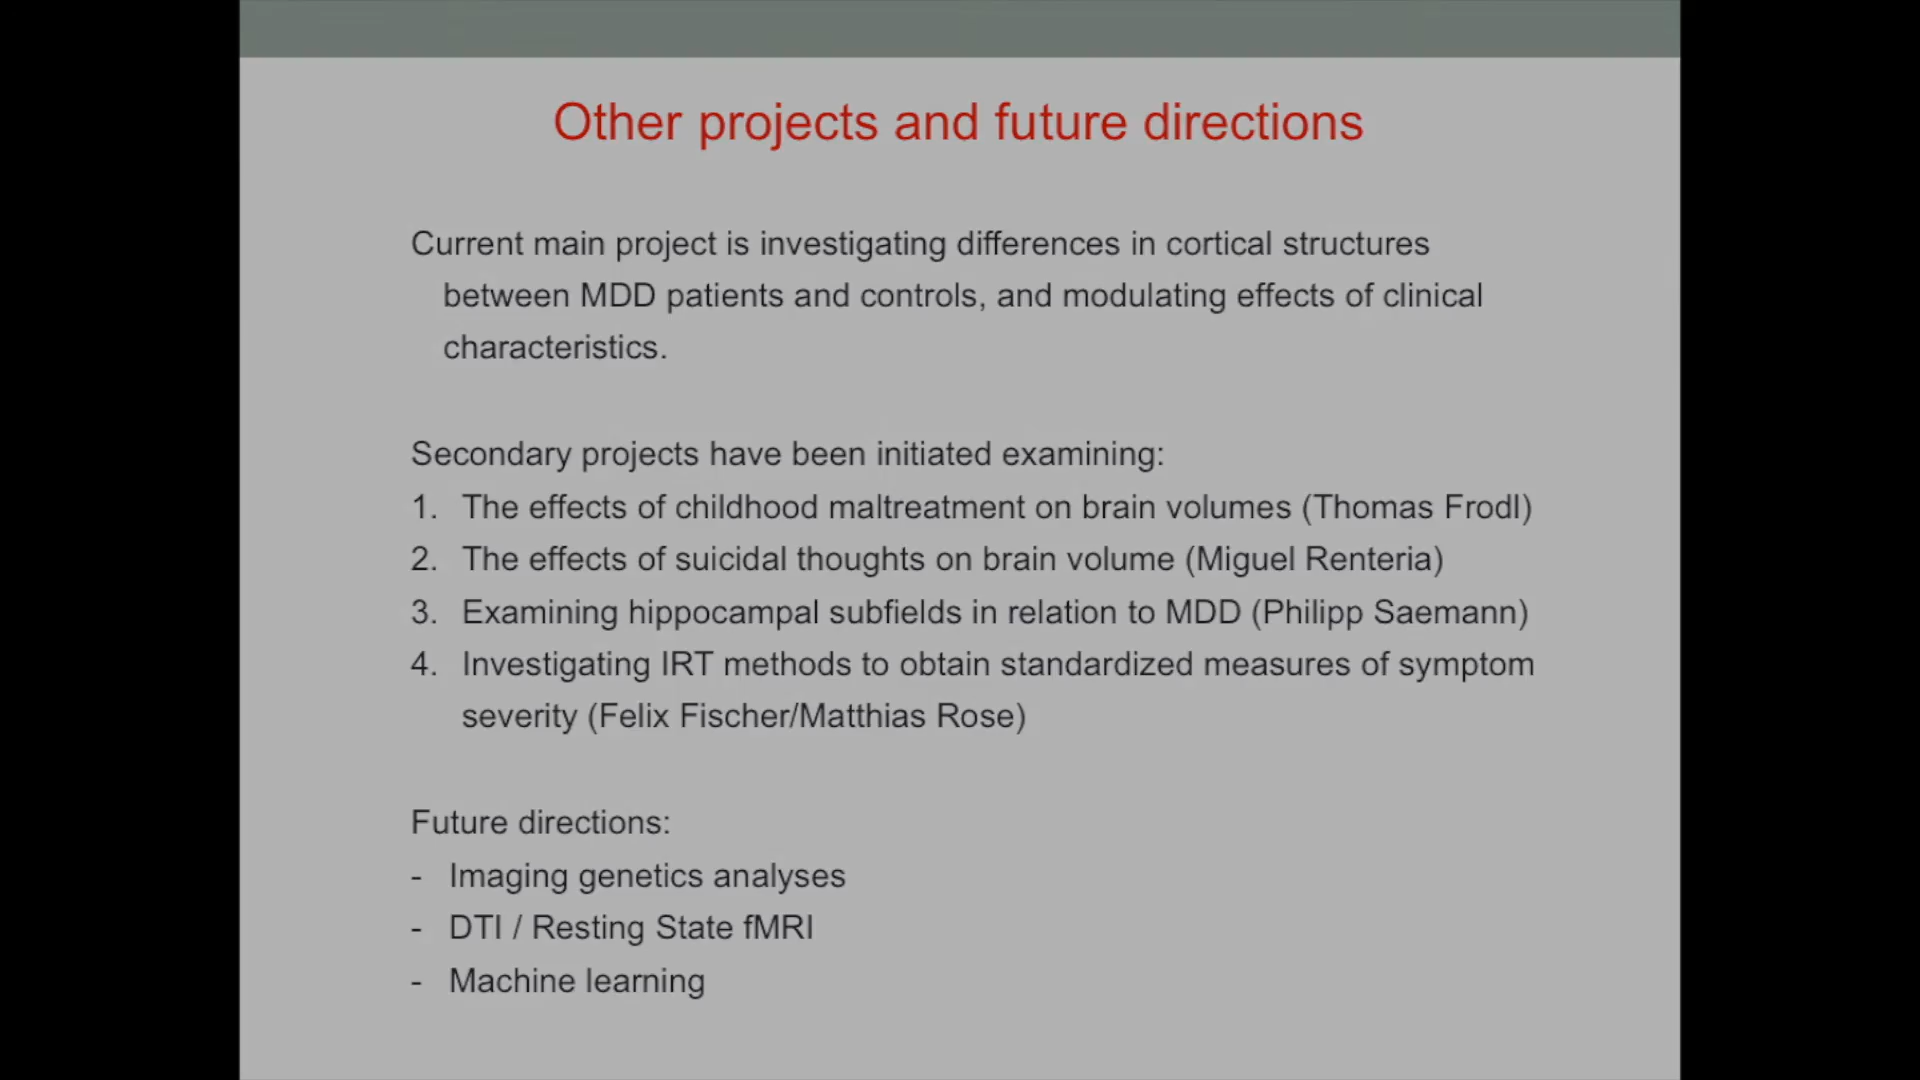 Other projects and future directions
Current main project is investigating differences in cortical structures
between MDD patients and controls, and modulating effects of clinical
characteristics.
Secondary projects have been initiated examining:
1. The effects of childhood maltreatment on brain volumes (Thomas Frodl)
2. The effects of suicidal thoughts on brain volume (Miguel Renteria)
3. Examining hippocampal subfields in relation to MDD (Philipp Saemann)
4. Investigating IRT methods to obtain standardized measures of symptom
severity (Felix Fischer/Matthias Rose)
Future directions:
- Imaging genetics analyses
- DTI / Resting State fMRI
- Machine learning